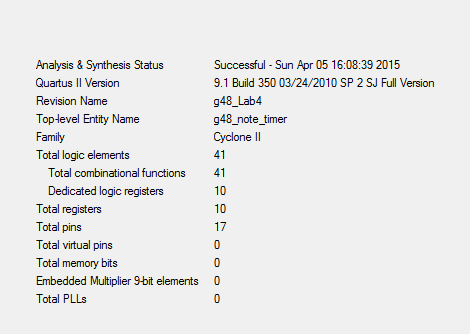 Analysis & Synthesis Status Successful - Sun Apr 05 16:08:39 2015
Quartus II Version 9.1 Build 350 03/24/2010 SP 2 SJ Full Version
Revision Name g48_Lab4
Top-level Entity Name g48_note_timer
Family Cyclone II
Total logic elements 41
Total combinational functions 41
Dedicated logic registers 10
Total registers 10
Total pins 17
Total virtual pins 0
Total memory bits 0
Embedded Multiplier 9-bit elements 0
Total PLLs 0